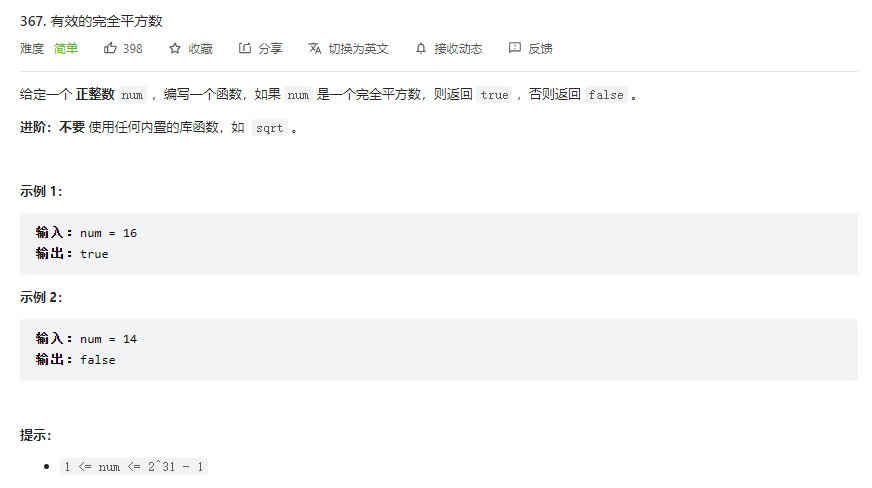 367. 有效的完全平方数
难度 简单 398 收藏 分享 切换为英文 接收动态 反馈
给定一个 正整数 num ，编写一个函数，如果 num 是一个完全平方数，则返回 true ，否则返回 false 。
进阶：不要 使用任何内置的库函数，如 sqrt 。
示例 1：
输入：num = 16
输出：true
示例 2：
输入：num = 14
输出：false
提示：
1 <= num <= 2^31 - 1